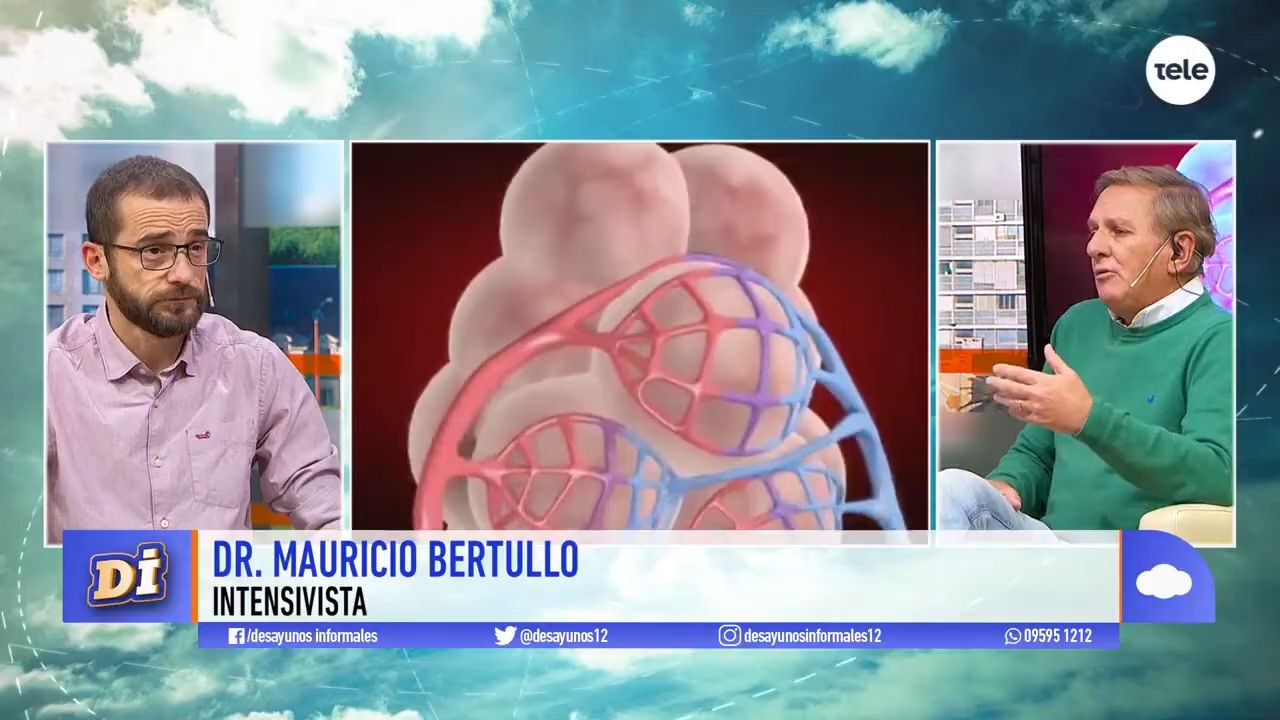 tele
DR. MAURICIO BERTULLO
Di
INTENSIVISTA
/desayunos informales
@desayunos12
desayunosinformales12
09595 1212